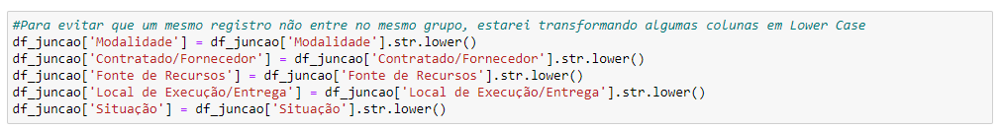 #Para evitar que um mesmo registro não entre no mesmo grupo, estarei transformando algumas colunas em Lower Case
df_juncao['Modalidade'] = df_juncao['Modalidade'].str.lower()
df_juncao['Contratado/Fornecedor'] = df_juncao['Contratado/Fornecedor'].str.lower()
df_juncao['Fonte de Recursos'] = df_juncao['Fonte de Recursos'].str.lower()
df_juncao['Local de Execução/Entrega'] = df_juncao['Local de Execução/Entrega'].str.lower()
df_juncao['Situação'] = df_juncao['Situação'].str.lower()